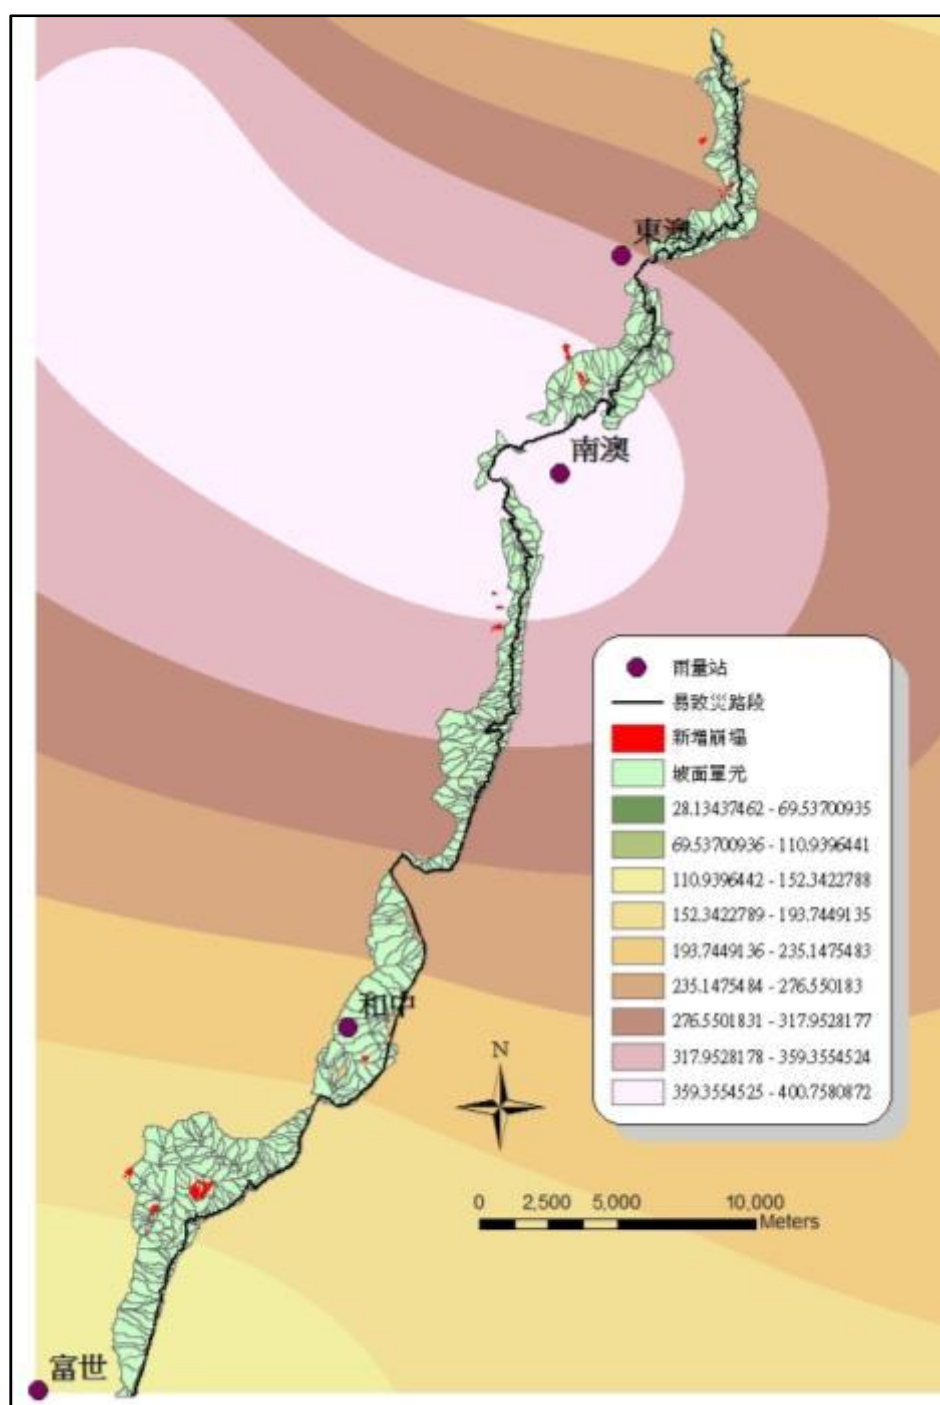 東澳
南澳
雨量站
易致災路段
新增崩塌
坡面單元
28.13437462 - 69.53700935
69.53700936 - 110.9396441
110.9396442 - 152.3422788
152.3422789 - 193.7449135
193.7449136 - 235.1475483
235.1475484 - 276.550183
276.5501831 - 317.9528177
317.9528178 - 359.3554524
359.3554525 - 400.7580872
和中
N
0 2,500 5,000 10,000
Meters
富世